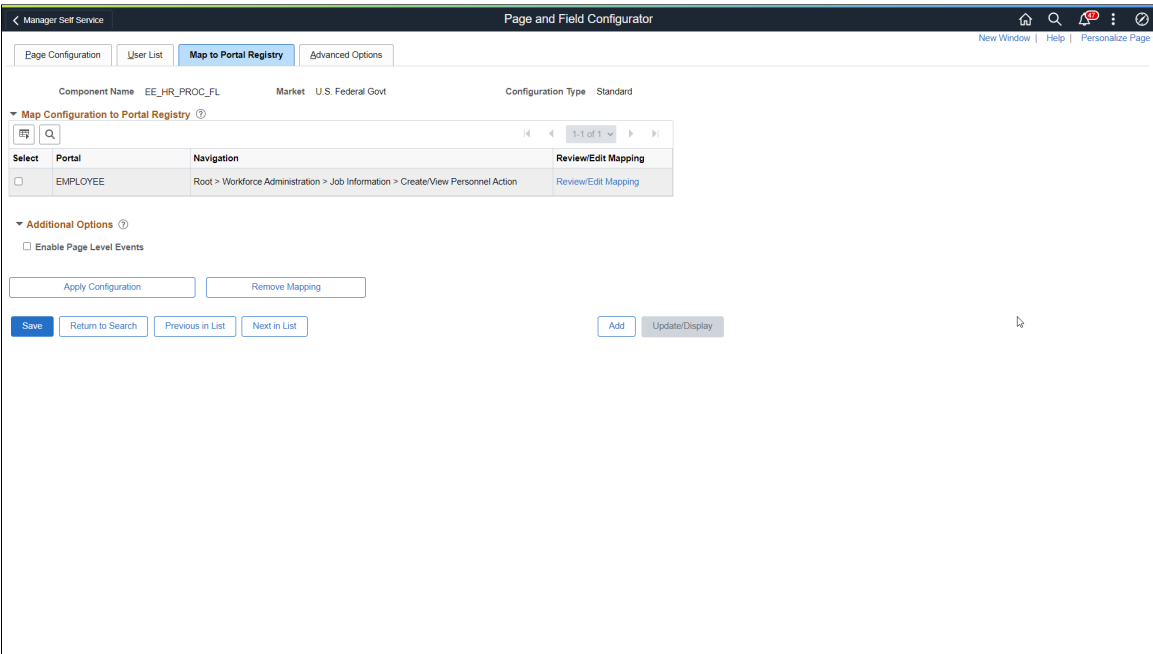 Manager Self Service
Page and Field Configurator
47
New Window | Help | Personalize Page
Page Configuration
User List
Map to Portal Registry
Advanced Options
Component Name EE_HR_PROC_FL Market U.S. Federal Govt Configuration Type Standard
Map Configuration to Portal Registry
1-1 of 1
Select Portal Navigation Review/Edit Mapping
EMPLOYEE Root > Workforce Administration > Job Information > Create/View Personnel Action Review/Edit Mapping
Additional Options
Enable Page Level Events
Apply Configuration Remove Mapping
Save Return to Search Previous in List Next in List Add Update/Display